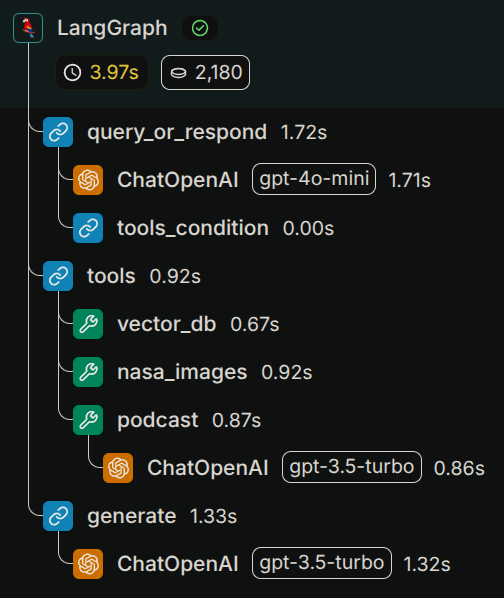 LangGraph
3.97s 2,180
query_or_respond 1.72s
ChatOpenAI gpt-4o-mini 1.71s
tools_condition 0.00s
tools 0.92s
vector_db 0.67s
nasa_images 0.92s
podcast 0.87s
ChatOpenAI gpt-3.5-turbo 0.86s
generate 1.33s
ChatOpenAI gpt-3.5-turbo 1.32s